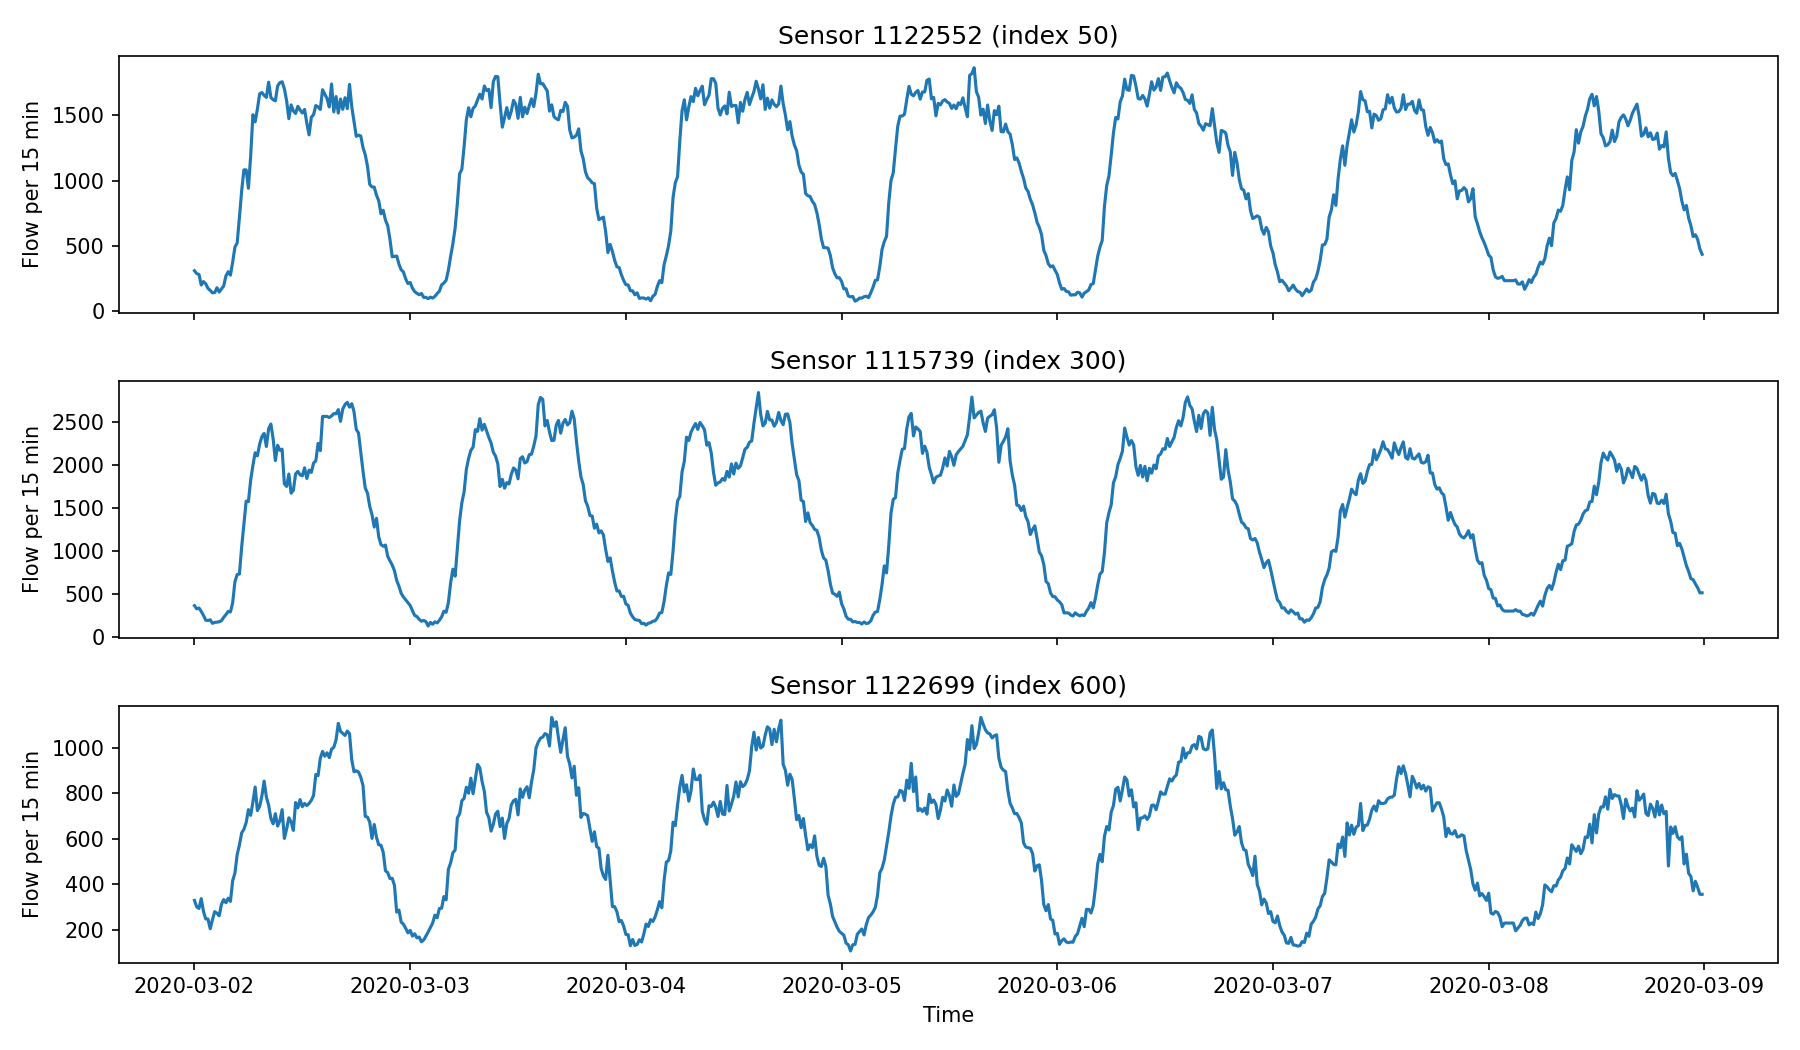 Sensor 1122552 (index 50)
Flow per 15 min
1500
1000
500
0
Sensor 1115739 (index 300)
Flow per 15 min
2500
2000
1500
1000
500
0
Sensor 1122699 (index 600)
Flow per 15 min
1000
800
600
400
200
2020-03-02 2020-03-03 2020-03-04 2020-03-05 2020-03-06 2020-03-07 2020-03-08 2020-03-09
Time